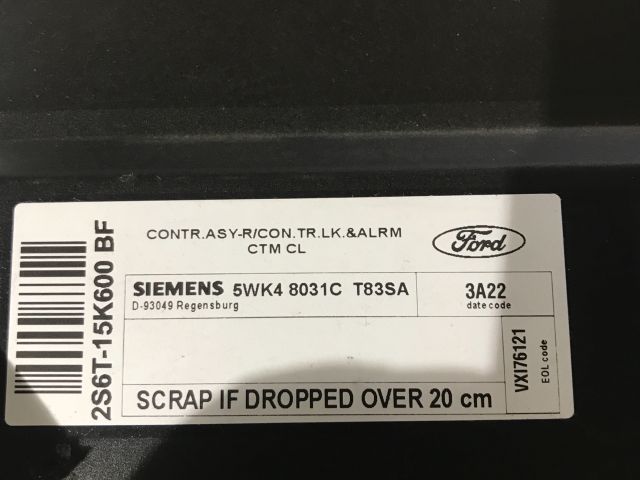 CONTR.ASY-R/CON.TR.LK.&ALRM
CTM CL
Ford
SIEMENS 5WK4 8031C T83SA
D-93049 Regensburg
3A22
date code
VXI76121
EOL code
SCRAP IF DROPPED OVER 20 cm
2S6T-15K600 BF